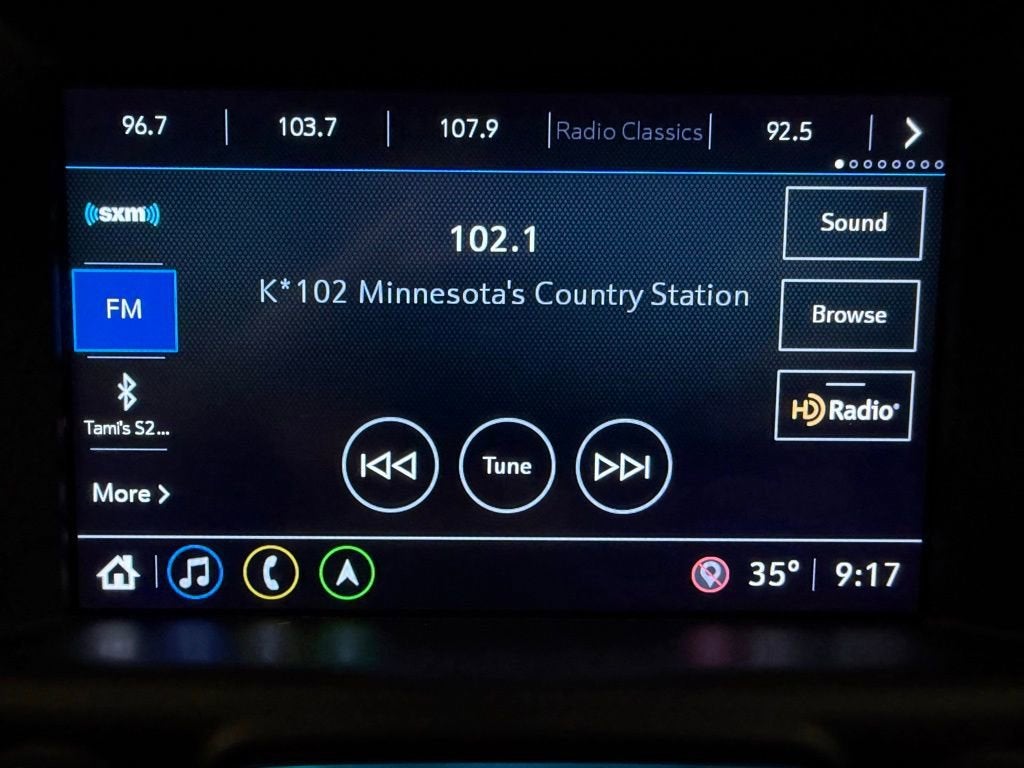 96.7
103.7
107.9
Radio Classics
92.5
sxm
FM
Tami's S2...
More
102.1
K*102 Minnesota's Country Station
Tune
Sound
Browse
HD Radio
35°
9:17